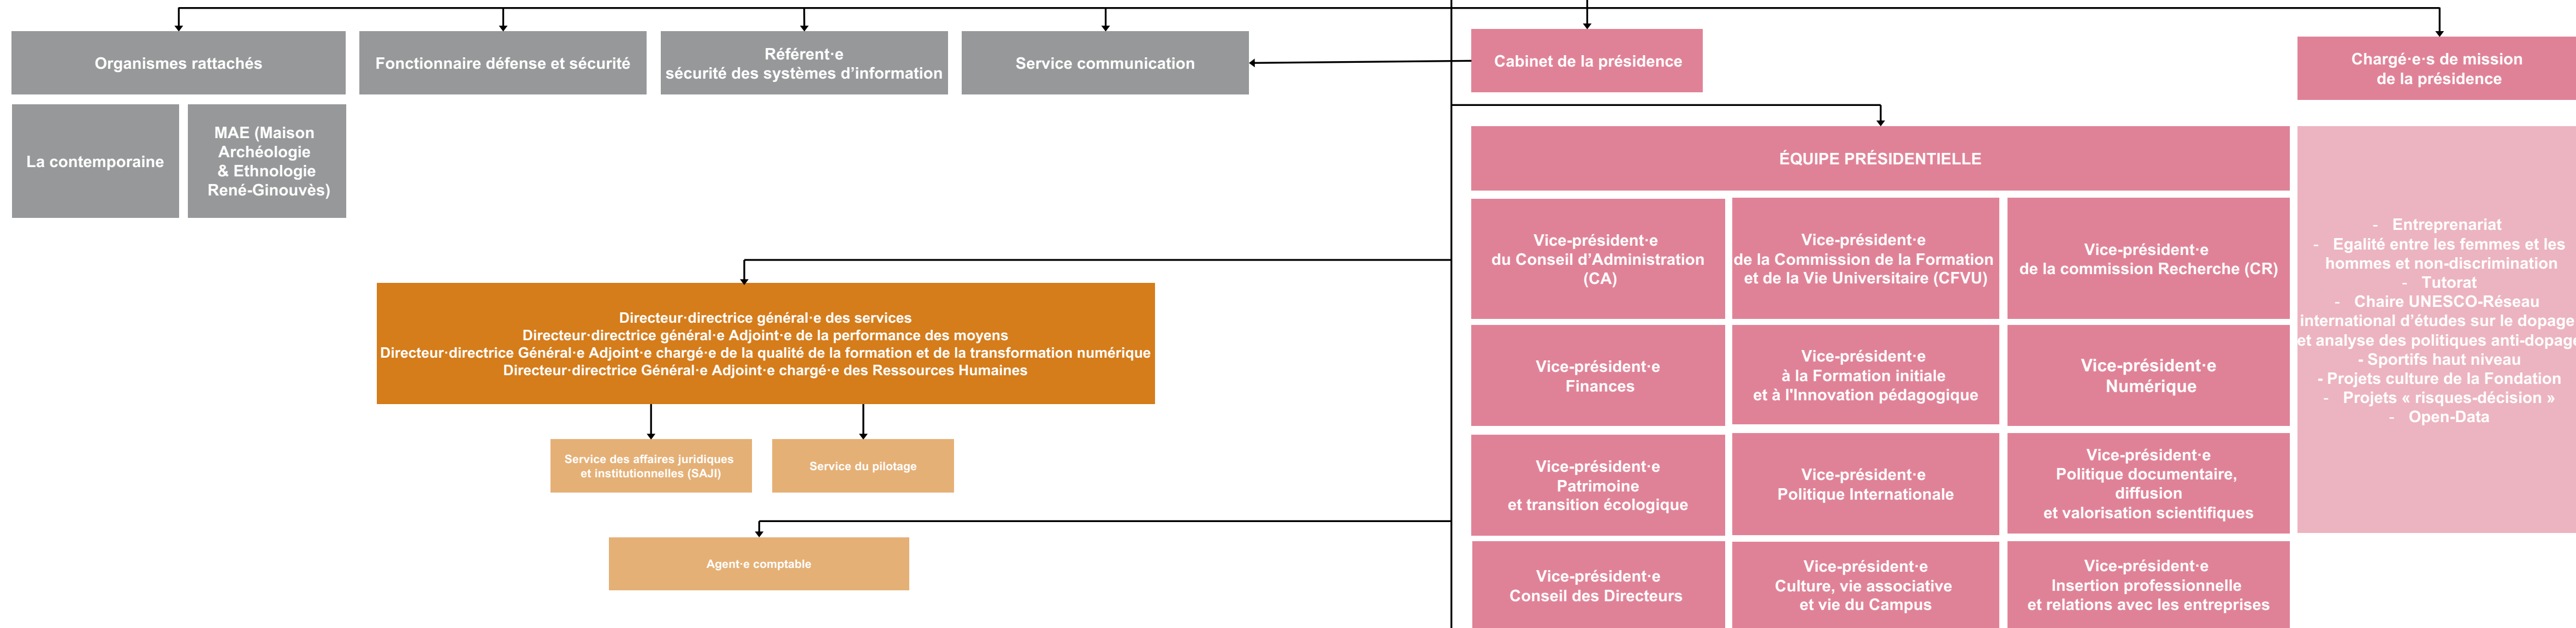 Organismes rattachés
Fonctionnaire défense et sécurité
Référent·e
sécurité des systèmes d’information
Service communication
Cabinet de la présidence
Chargé·e·s de mission
de la présidence
La contemporaine
MAE (Maison
Archéologie
& Ethnologie
René-Ginouvès)
ÉQUIPE PRÉSIDENTIELLE
Vice-président·e
du Conseil d’Administration
(CA)
Vice-président·e
de la Commission de la Formation
et de la Vie Universitaire (CFVU)
Vice-président·e
de la commission Recherche (CR)
- Entreprenariat
- Egalité entre les femmes et les
hommes et non-discrimination
- Tutorat
- Chaire UNESCO-Réseau
international d’études sur le dopage
et analyse des politiques anti-dopage
- Sportifs haut niveau
- Projets culture de la Fondation
- Projets « risques-décision »
- Open-Data
Directeur·directrice général·e des services
Directeur·directrice général·e Adjoint·e de la performance des moyens
Directeur·directrice Général·e Adjoint·e chargé·e de la qualité de la formation et de la transformation numérique
Directeur·directrice Général·e Adjoint·e chargé·e des Ressources Humaines
Vice-président·e
Finances
Vice-président·e
à la Formation initiale
et à l'Innovation pédagogique
Vice-président·e
Numérique
Service des affaires juridiques
et institutionnelles (SAJI)
Service du pilotage
Vice-président·e
Patrimoine
et transition écologique
Vice-président·e
Politique Internationale
Vice-président·e
Politique documentaire,
diffusion
et valorisation scientifiques
Agent·e comptable
Vice-président·e
Conseil des Directeurs
Vice-président·e
Culture, vie associative
et vie du Campus
Vice-président·e
Insertion professionnelle
et relations avec les entreprises